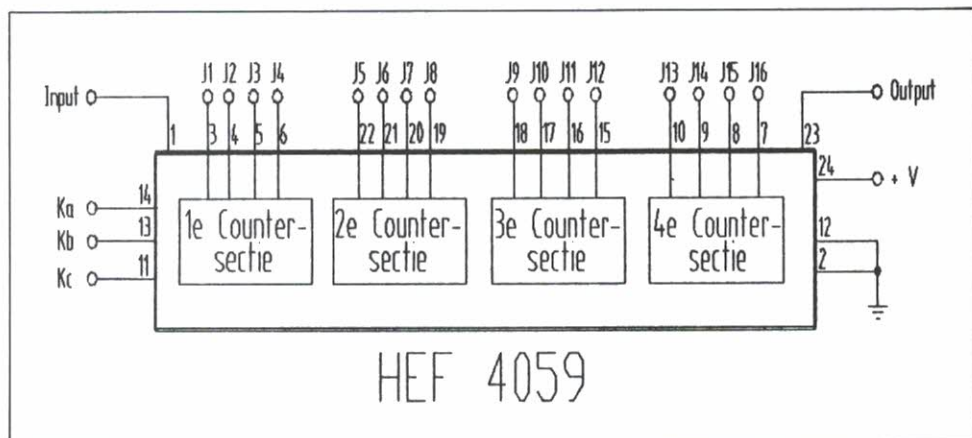 J1 J2 J3 J4 J5 J6 J7 J8 J9 J10 J11 J12 J13 J14 J15 J16
Input Output
1 3 4 5 6 22 21 20 19 18 17 16 15 10 9 8 7 23
24
+ V
14
Ka
13
Kb
11
Kc
1e Counter-
sectie
2e Counter-
sectie
3e Counter-
sectie
4e Counter-
sectie
12
2
HEF 4059